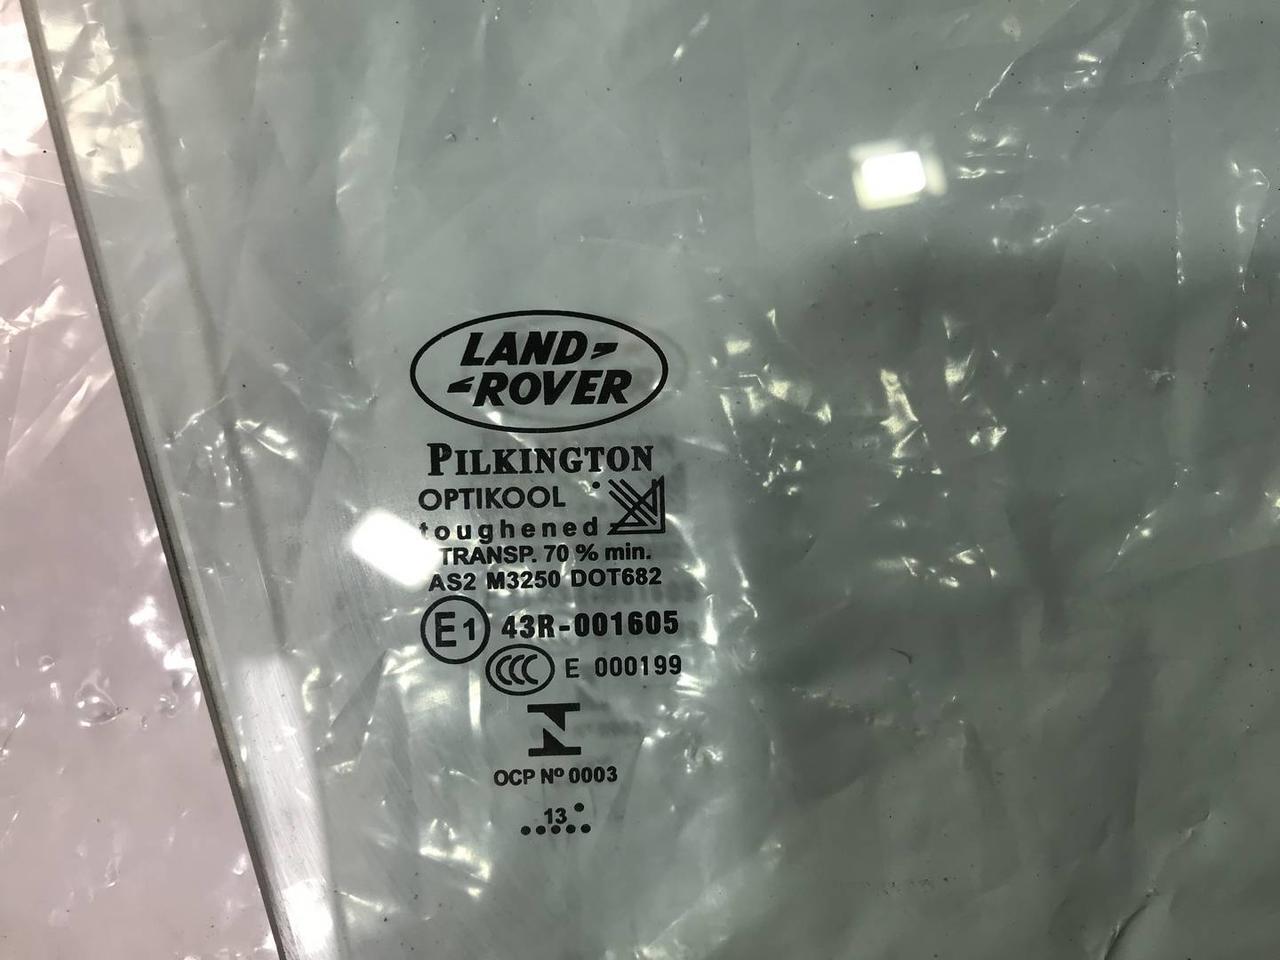 LAND
ROVER
PILKINGTON
OPTIKOOL
toughened
TRANSP. 70 % min.
AS2 M3250 DOT682
E1 43R-001605
CCC E 000199
OCP Nº 0003
13